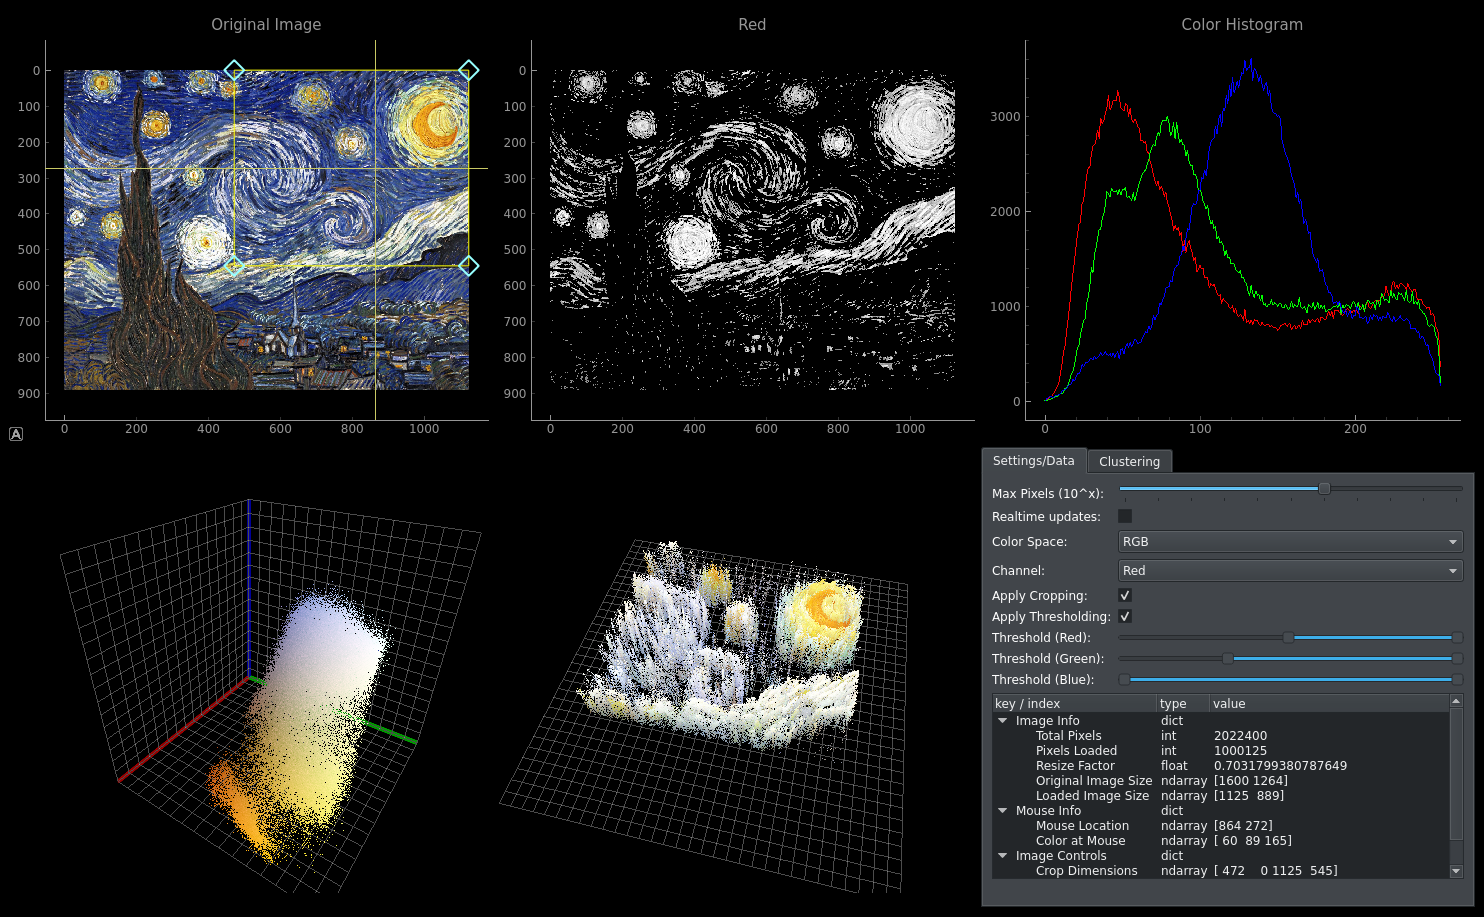 Original Image
0
100
200
300
400
500
600
700
800
900
0 200 400 600 800 1000
A
Red
0
100
200
300
400
500
600
700
800
900
0 200 400 600 800 1000
Color Histogram
3000
2000
1000
0
0 100 200
Settings/Data Clustering
Max Pixels (10^x):
Realtime updates:
Color Space: RGB
Channel: Red
Apply Cropping:
Apply Thresholding:
Threshold (Red):
Threshold (Green):
Threshold (Blue):
key / index type value
Image Info dict
Total Pixels int 2022400
Pixels Loaded int 1000125
Resize Factor float 0.7031799380787649
Original Image Size ndarray [1600 1264]
Loaded Image Size ndarray [1125 889]
Mouse Info dict
Mouse Location ndarray [864 272]
Color at Mouse ndarray [ 60 89 165]
Image Controls dict
Crop Dimensions ndarray [ 472 0 1125 545]